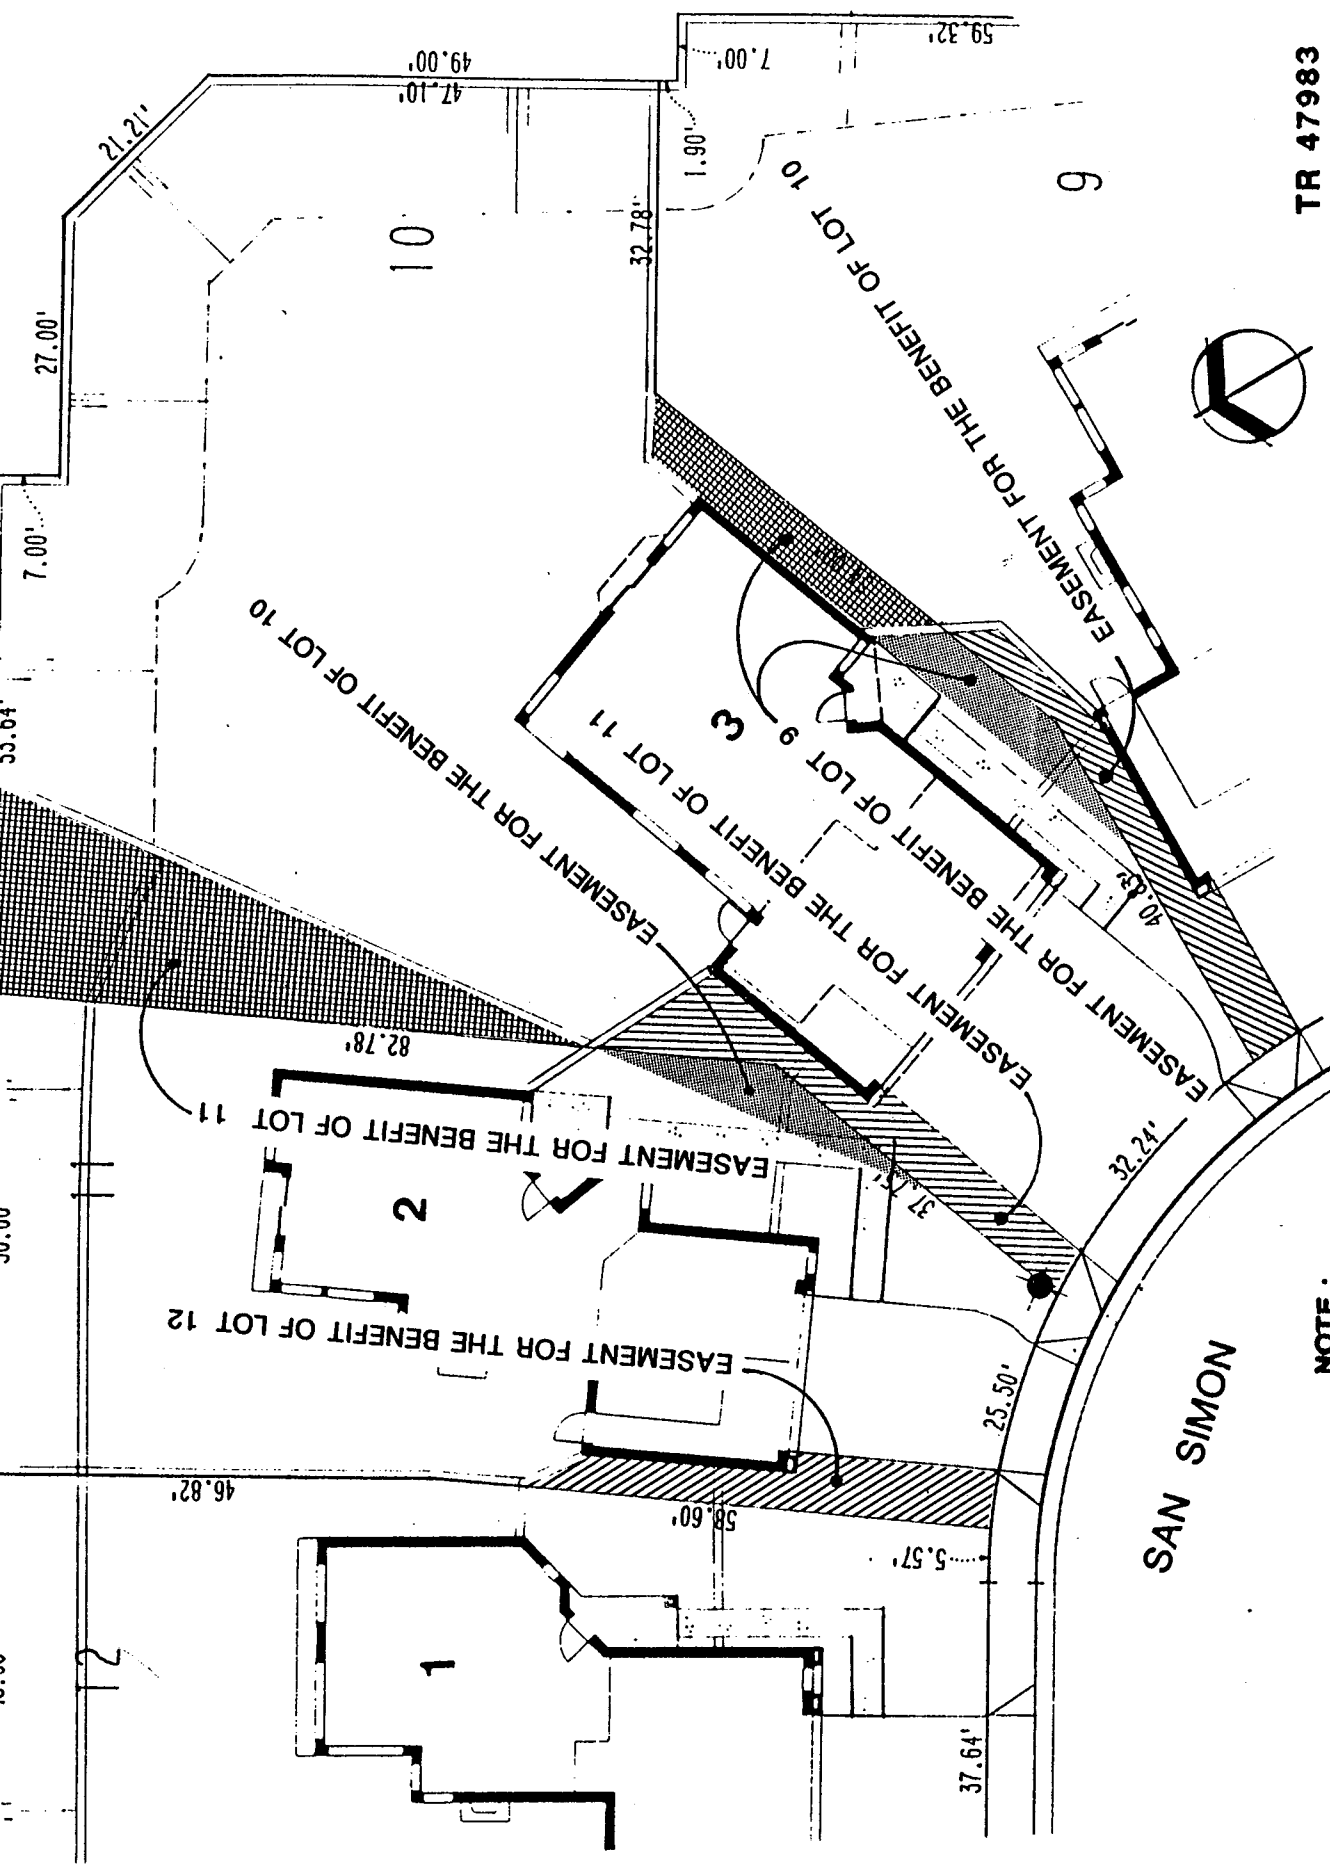 TR 47983
59.32'
7.00'
49.00'
47.10'
1.90'
21.21'
27.00'
7.00'
10
32.78'
9
EASEMENT FOR THE BENEFIT OF LOT 10
EASEMENT FOR THE BENEFIT OF LOT 10
EASEMENT FOR THE BENEFIT OF LOT 11
EASEMENT FOR THE BENEFIT OF LOT 9
3
40.83'
82.78'
EASEMENT FOR THE BENEFIT OF LOT 11
2
EASEMENT FOR THE BENEFIT OF LOT 12
32.24'
25.50'
46.82'
58.60'
5.57'
1
2
37.64'
SAN SIMON
NOTE: